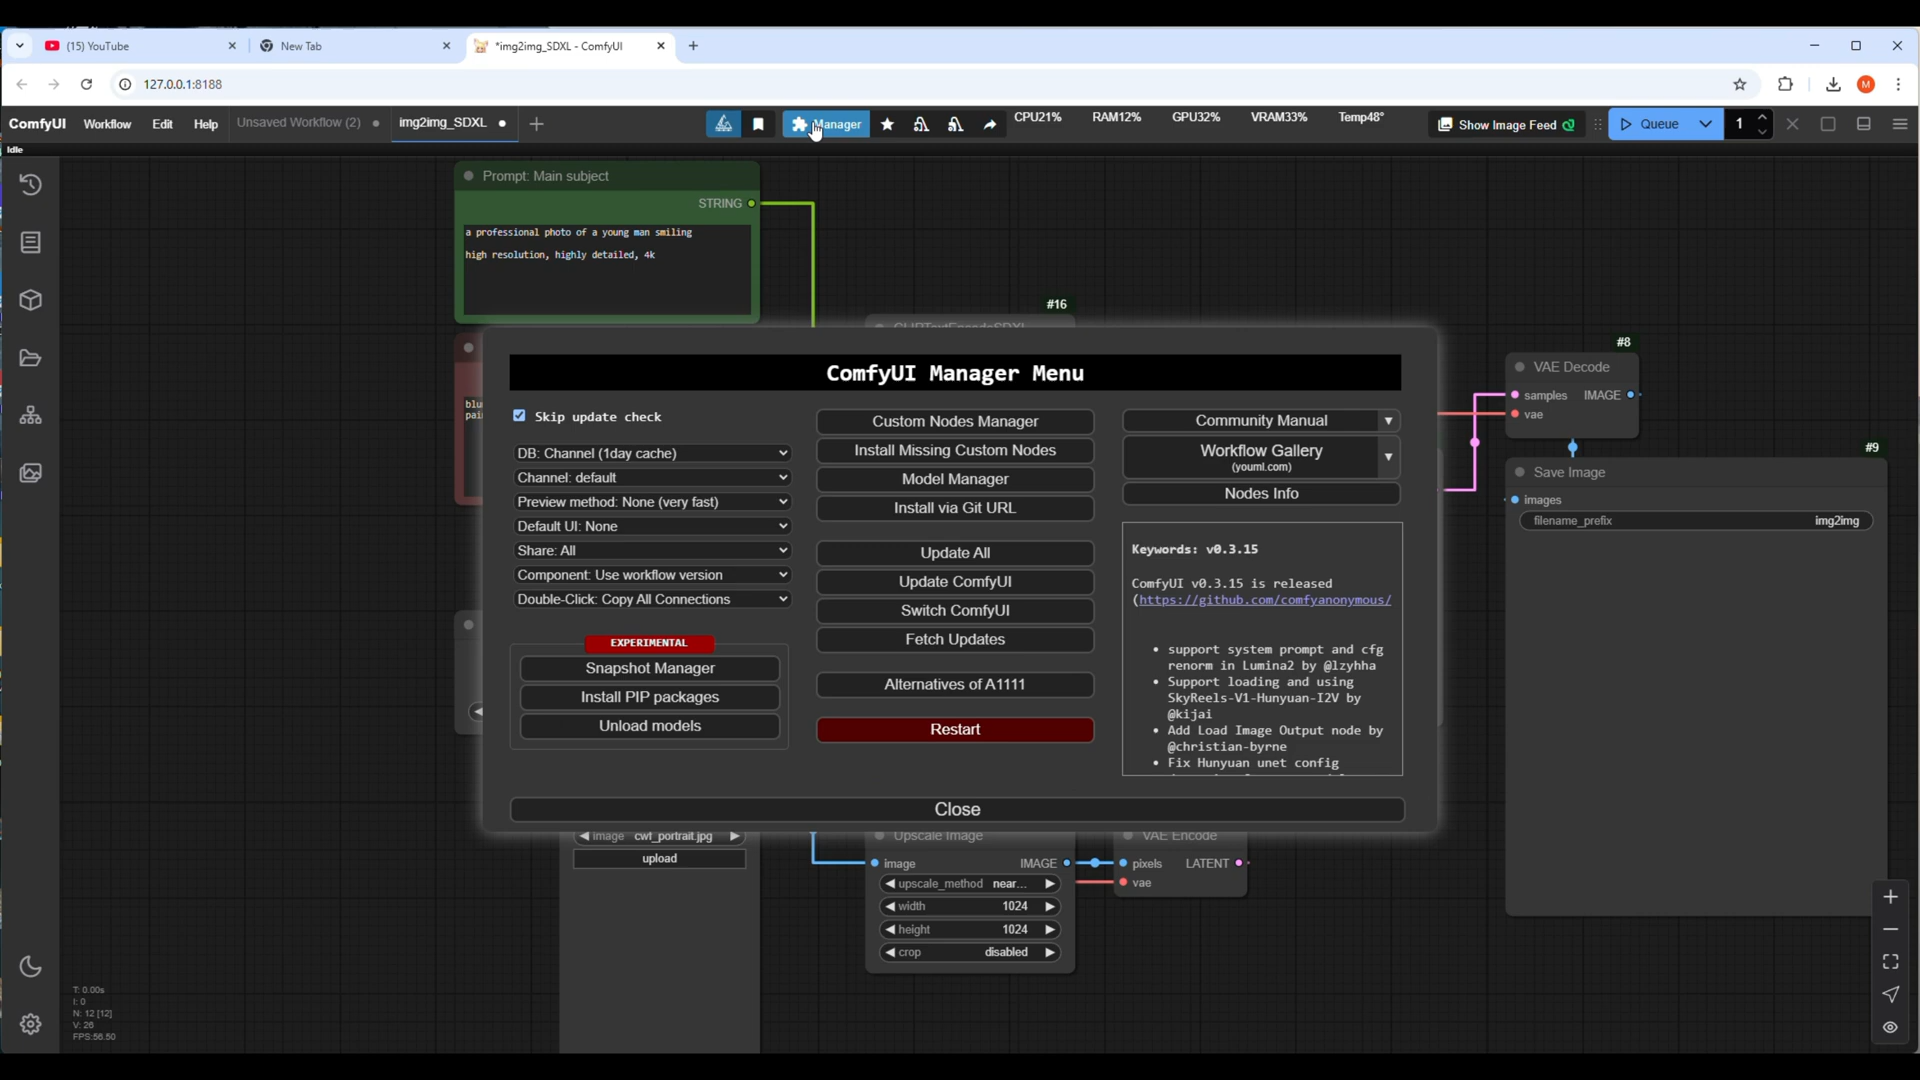 (15) YouTube
New Tab
*img2img_SDXL - ComfyUI
127.0.0.1:8188
M
ComfyUI
Workflow
Edit
Help
Unsaved Workflow (2)
img2img_SDXL
Manager
CPU21%
RAM12%
GPU32%
VRAM33%
Temp48°
Show Image Feed
Queue
1
Idle
Prompt: Main subject
STRING
a professional photo of a young man smiling
high resolution, highly detailed, 4k
#16
CLIPTextEncodeSDXL
ComfyUI Manager Menu
Skip update check
DB: Channel (1day cache)
Channel: default
Preview method: None (very fast)
Default UI: None
Share: All
Component: Use workflow version
Double-Click: Copy All Connections
EXPERIMENTAL
Snapshot Manager
Install PIP packages
Unload models
Custom Nodes Manager
Install Missing Custom Nodes
Model Manager
Install via Git URL
Update All
Update ComfyUI
Switch ComfyUI
Fetch Updates
Alternatives of A1111
Restart
Community Manual
Workflow Gallery
(youml.com)
Nodes Info
Keywords: v0.3.15
ComfyUI v0.3.15 is released
(https://github.com/comfyanonymous/
• support system prompt and cfg
renorm in Lumina2 by @lzyhha
• Support loading and using
SkyReels-V1-Hunyuan-I2V by
@kijai
• Add Load Image Output node by
@christian-byrne
• Fix Hunyuan unet config
Close
#8
VAE Decode
samples IMAGE
vae
#9
Save Image
images
filename_prefix img2img
image cwf_portrait.jpg
upload
Upscale Image
image IMAGE
upscale_method near...
width 1024
height 1024
crop disabled
VAE Encode
pixels LATENT
vae
T: 0.00s
I: 0
N: 12 [12]
V: 26
FPS:56.50